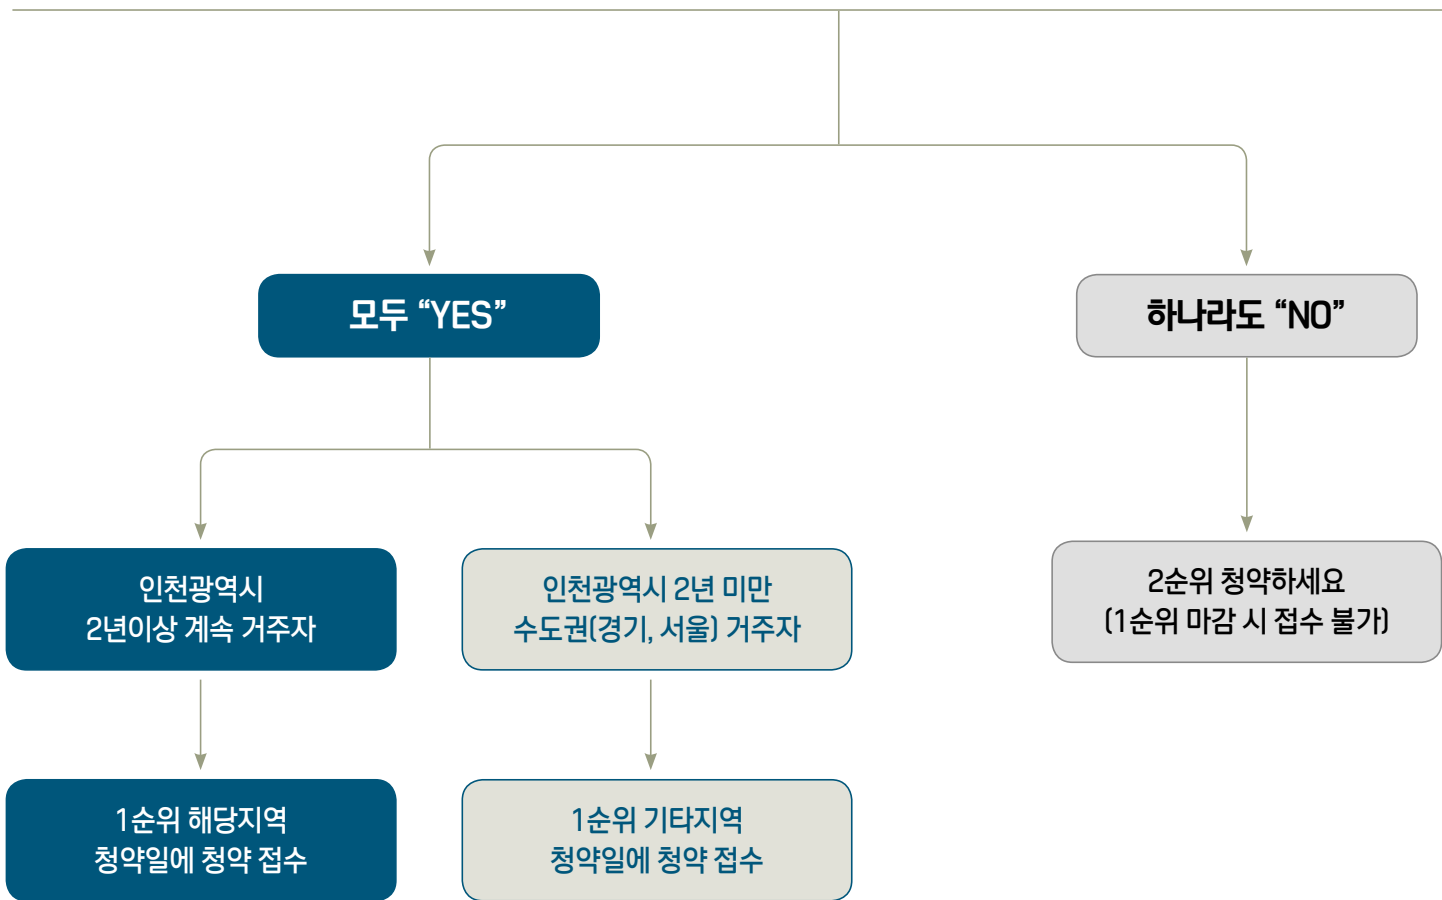 모두 “YES”
하나라도 “NO”
인천광역시
2년이상 계속 거주자
인천광역시 2년 미만
수도권(경기, 서울) 거주자
2순위 청약하세요
(1순위 마감 시 접수 불가)
1순위 해당지역
청약일에 청약 접수
1순위 기타지역
청약일에 청약 접수